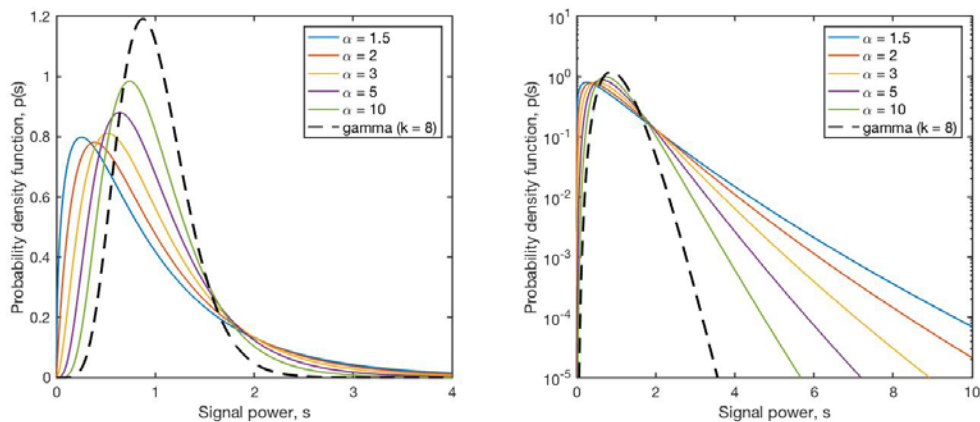 1.2
1
0.8
0.6
0.4
0.2
0
Probability density function, p(s)
α = 1.5
α = 2
α = 3
α = 5
α = 10
gamma (k = 8)
0 1 2 3 4
Signal power, s
10^1
10^0
10^-1
10^-2
10^-3
10^-4
10^-5
Probability density function, p(s)
α = 1.5
α = 2
α = 3
α = 5
α = 10
gamma (k = 8)
0 2 4 6 8 10
Signal power, s